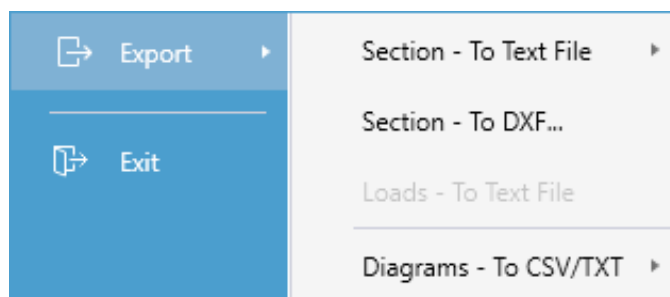 Export
Exit
Section - To Text File
Section - To DXF...
Loads - To Text File
Diagrams - To CSV/TXT